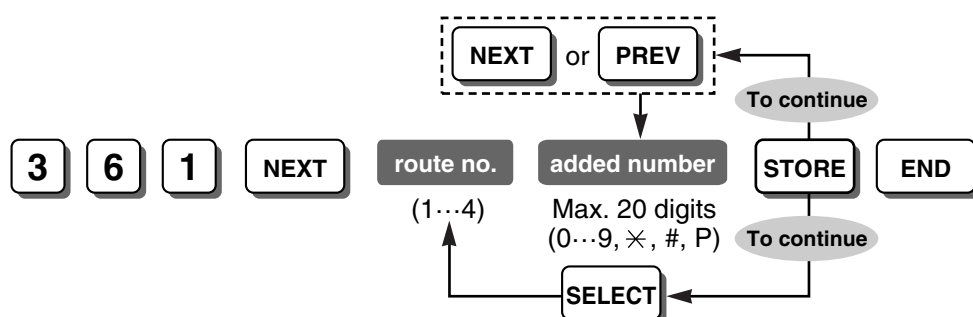 NEXT or PREV
To continue
3 6 1 NEXT route no. added number STORE END
(1···4) Max. 20 digits
(0···9, ✳, #, P) To continue
SELECT